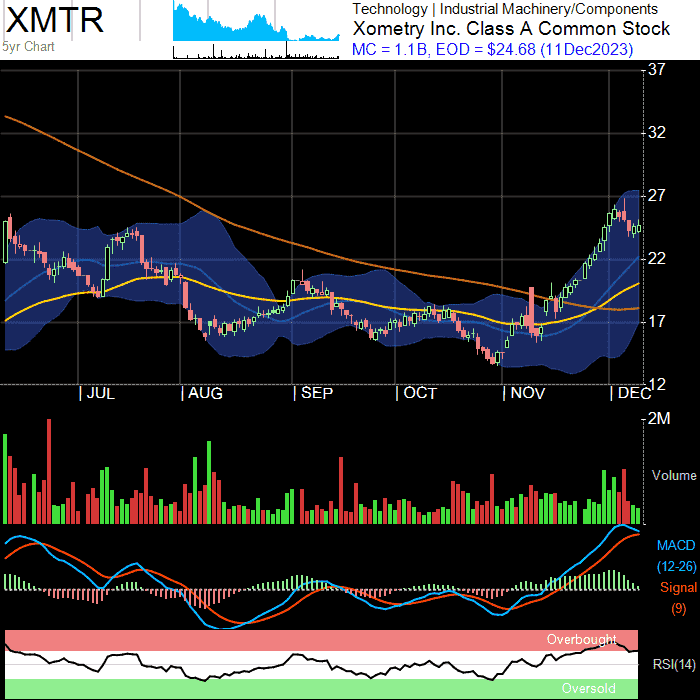 XMTR
5yr Chart
Technology | Industrial Machinery/Components
Xometry Inc. Class A Common Stock
MC = 1.1B, EOD = $24.68 (11Dec2023)
37
32
27
22
17
12
JUL AUG SEP OCT NOV DEC
2M
Volume
MACD
(12-26)
Signal
(9)
Overbought
RSI(14)
Oversold